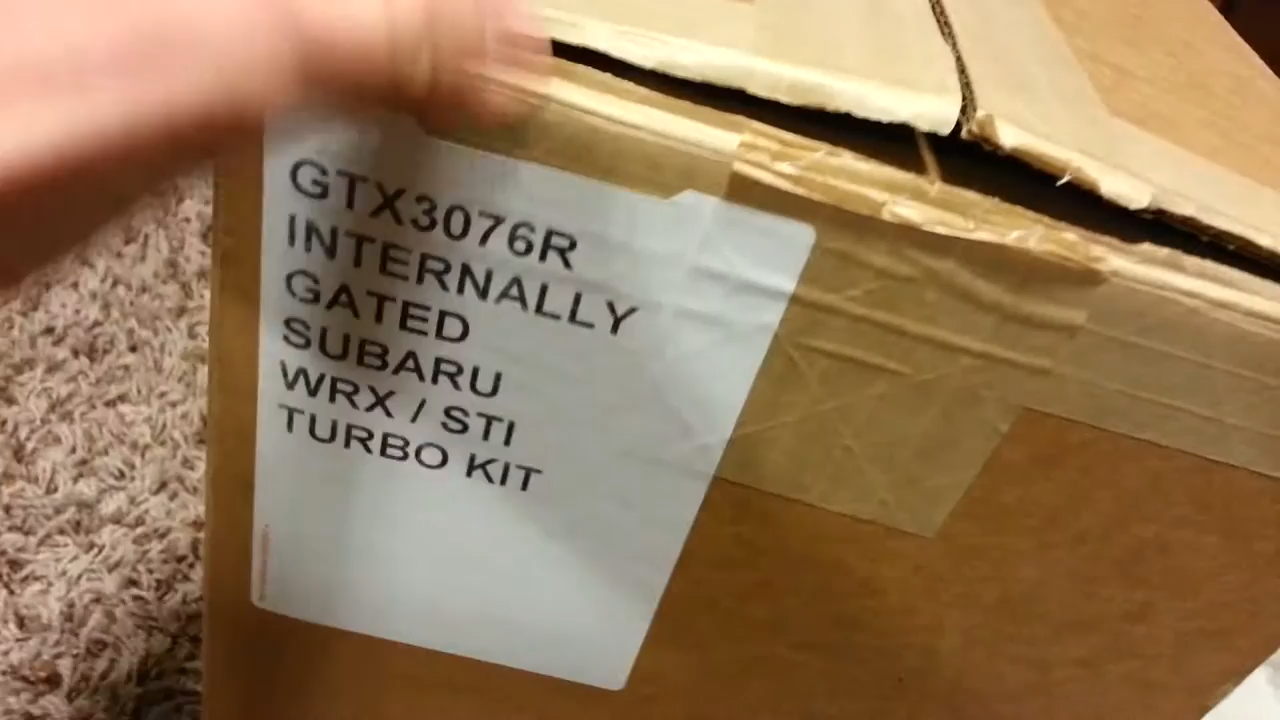 GTX3076R
INTERNALLY
GATED
SUBARU
WRX / STI
TURBO KIT